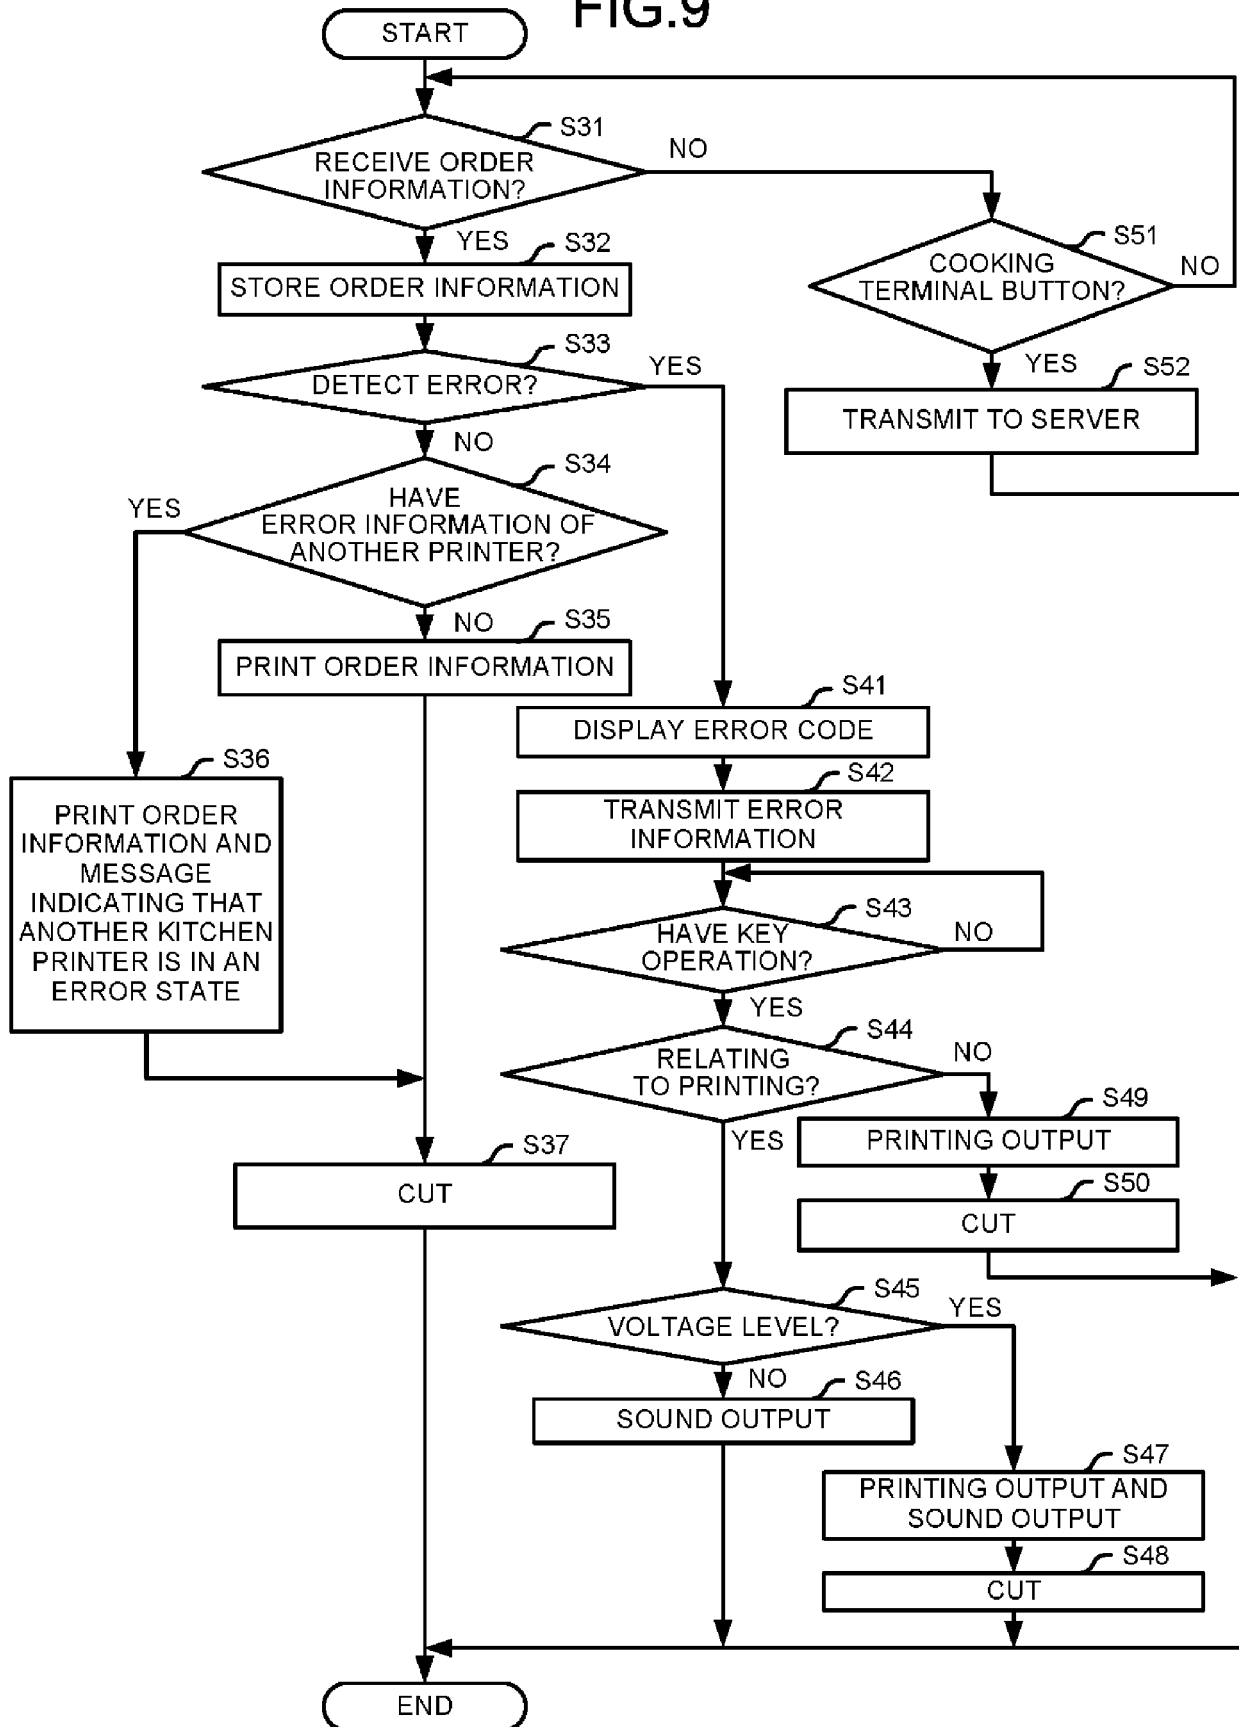 FIG.9
START
S31
RECEIVE ORDER
INFORMATION?
NO
YES
S32
STORE ORDER INFORMATION
S51
COOKING
TERMINAL BUTTON?
NO
YES
S52
TRANSMIT TO SERVER
S33
DETECT ERROR?
YES
NO
S34
HAVE
ERROR INFORMATION OF
ANOTHER PRINTER?
YES
NO
S35
PRINT ORDER INFORMATION
S36
PRINT ORDER
INFORMATION AND
MESSAGE
INDICATING THAT
ANOTHER KITCHEN
PRINTER IS IN AN
ERROR STATE
S37
CUT
S41
DISPLAY ERROR CODE
S42
TRANSMIT ERROR
INFORMATION
S43
HAVE KEY
OPERATION?
NO
YES
S44
RELATING
TO PRINTING?
NO
YES
S49
PRINTING OUTPUT
S50
CUT
S45
VOLTAGE LEVEL?
YES
NO
S46
SOUND OUTPUT
S47
PRINTING OUTPUT AND
SOUND OUTPUT
S48
CUT
END